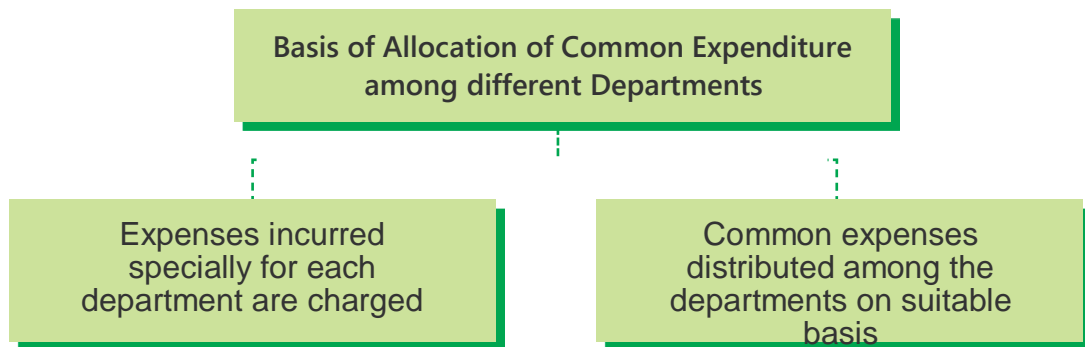 Basis of Allocation of Common Expenditure
among different Departments
Expenses incurred
specially for each
department are charged
Common expenses
distributed among the
departments on suitable
basis